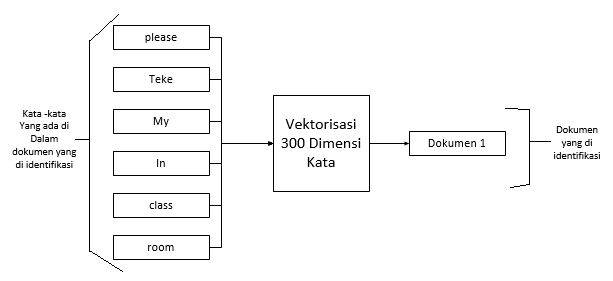 Kata -kata
Yang ada di
Dalam
dokumen yang
di identifikasi
please
Teke
My
In
class
room
Vektorisasi
300 Dimensi
Kata
Dokumen 1
Dokumen
yang di
identifikasi